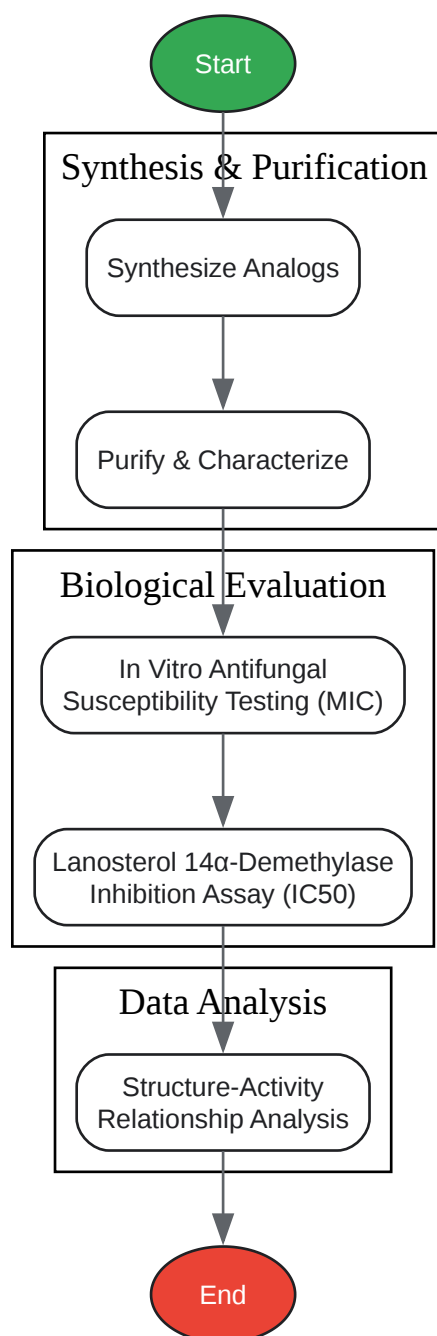 Start
Synthesis & Purification
Synthesize Analogs
Purify & Characterize
Biological Evaluation
In Vitro Antifungal
Susceptibility Testing (MIC)
Lanosterol 14α-Demethylase
Inhibition Assay (IC50)
Data Analysis
Structure-Activity
Relationship Analysis
End